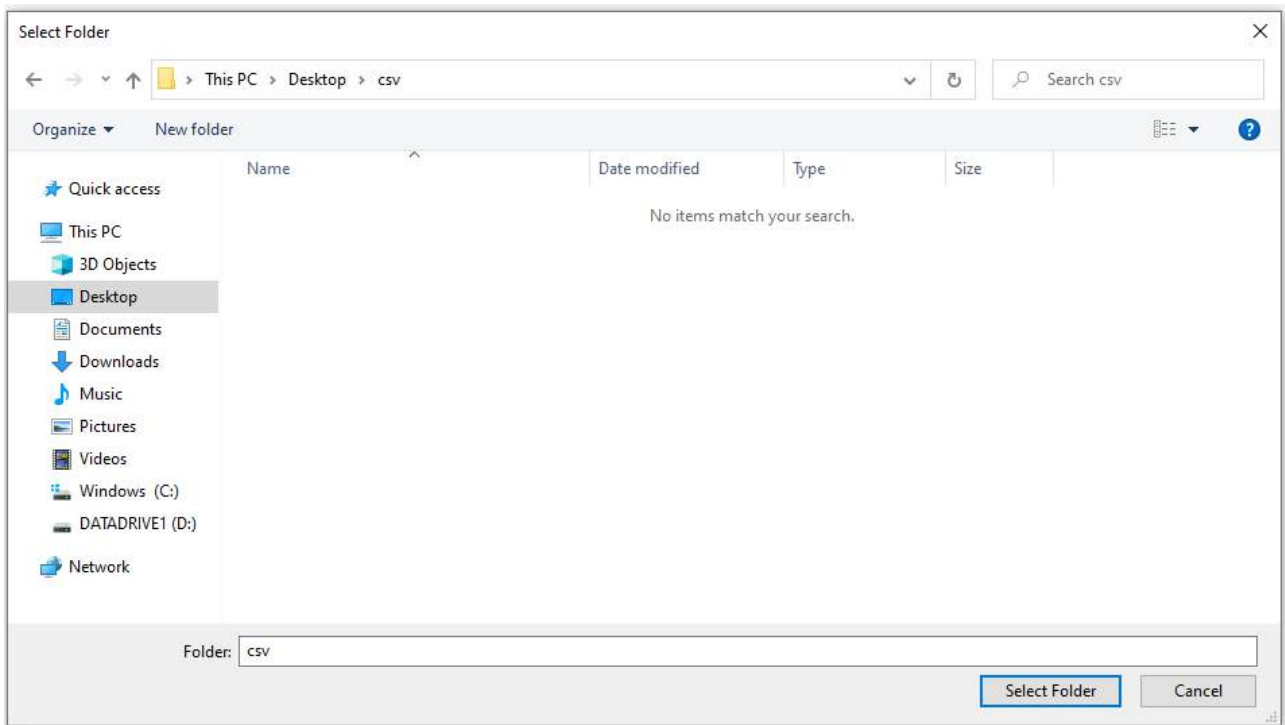 Select Folder
This PC > Desktop > csv
Search csv
Organize
New folder
Name
Date modified
Type
Size
No items match your search.
Quick access
This PC
3D Objects
Desktop
Documents
Downloads
Music
Pictures
Videos
Windows (C:)
DATADRIVE1 (D:)
Network
Folder: csv
Select Folder
Cancel